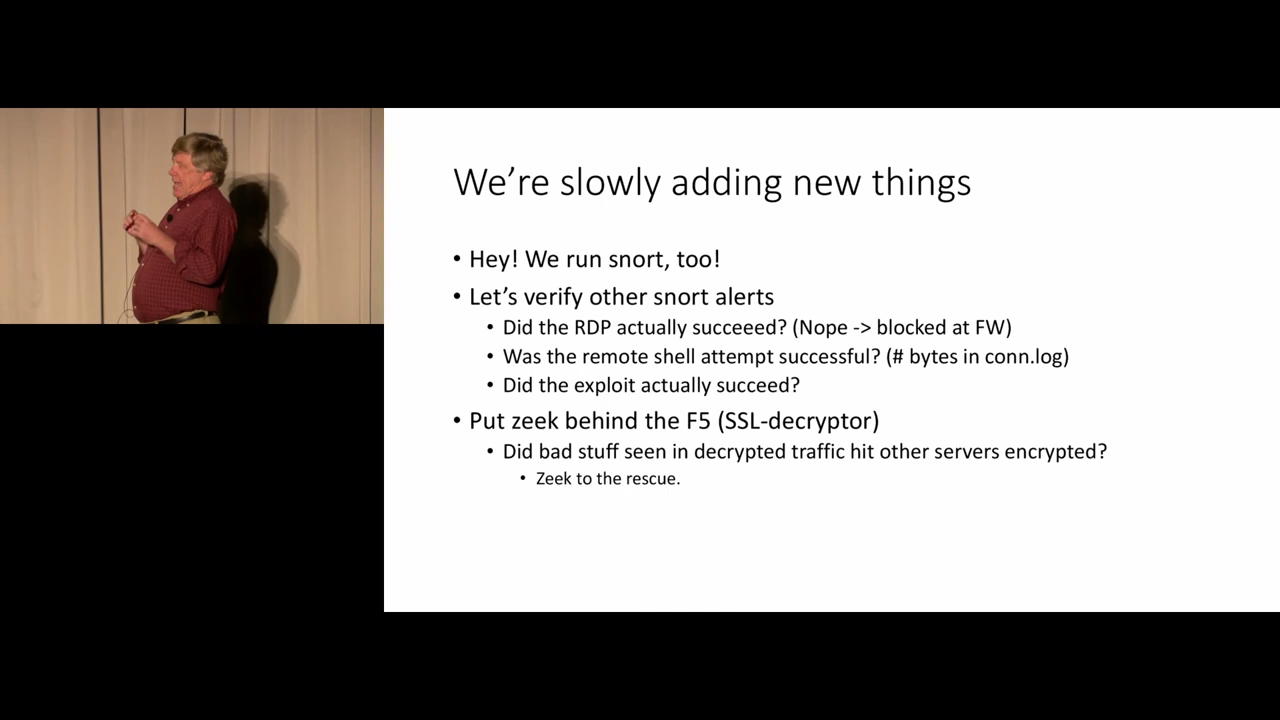 We're slowly adding new things
• Hey! We run snort, too!
• Let's verify other snort alerts
• Did the RDP actually succeeed? (Nope -> blocked at FW)
• Was the remote shell attempt successful? (# bytes in conn.log)
• Did the exploit actually succeed?
• Put zeek behind the F5 (SSL-decryptor)
• Did bad stuff seen in decrypted traffic hit other servers encrypted?
• Zeek to the rescue.